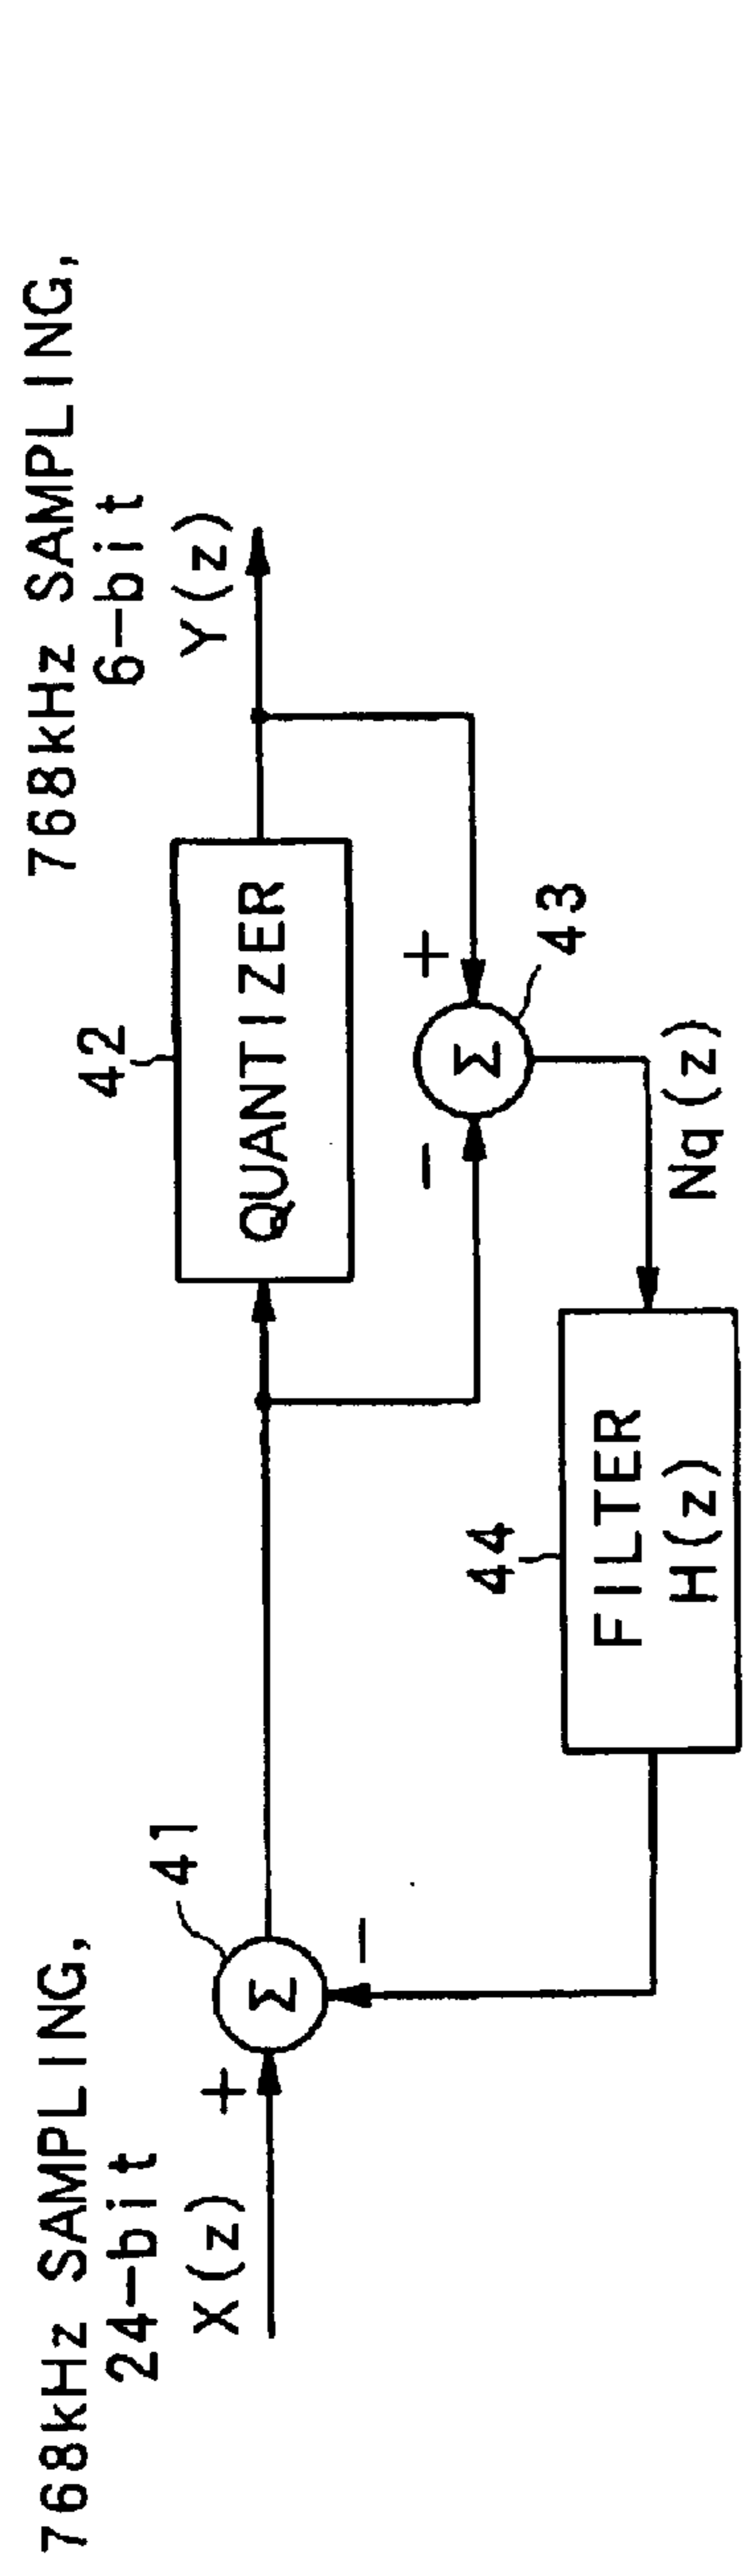 768kHz SAMPLING,
24-bit
X(z)
+
Σ
41
−
42
QUANTIZER
768kHz SAMPLING,
6-bit
Y(z)
−
+
Σ
43
Nq(z)
44
FILTER
H(z)